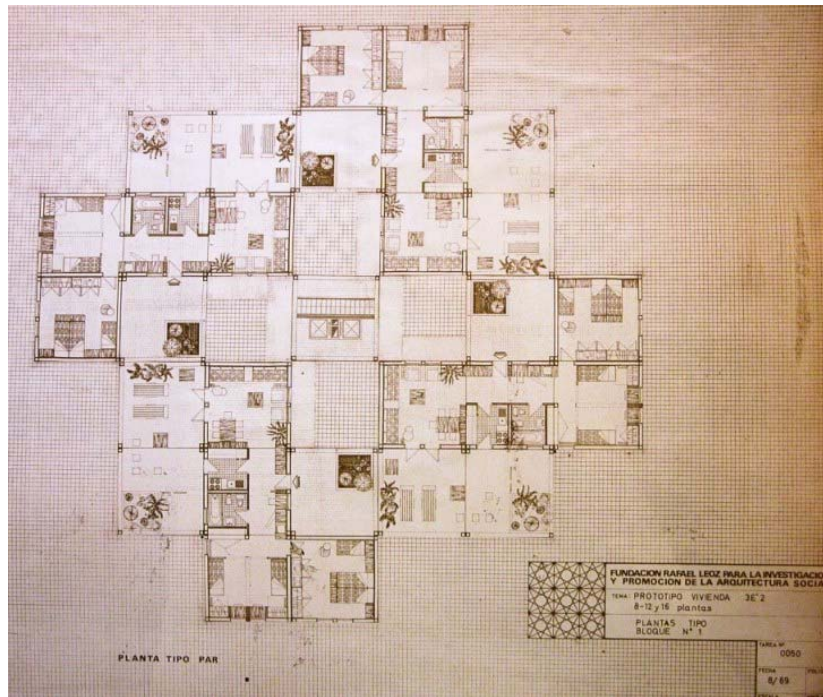 FUNDACION RAFAEL LEOZ PARA LA INVESTIGACIO
Y PROMOCION DE LA ARQUITECTURA SOCIA
TEMA: PROTOTIPO VIVIENDA 3E-2
8-12 y 16 plantas
PLANTAS TIPO
BLOQUE Nº 1
PLANTA TIPO PAR
TAREA Nº
0050
FECHA
8/69